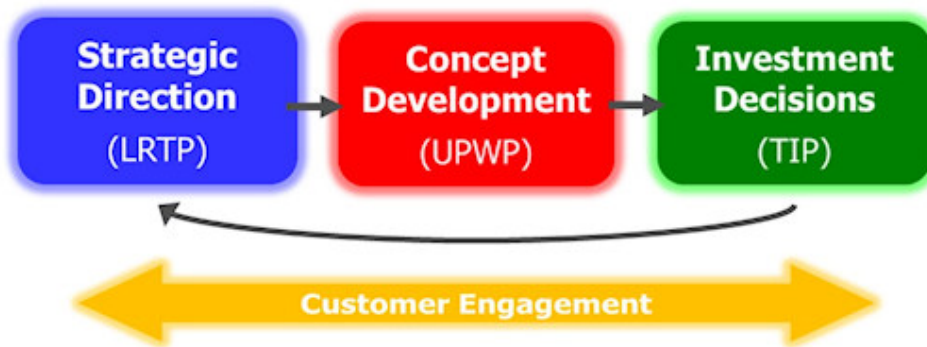 Strategic
Direction
(LRTP)
Concept
Development
(UPWP)
Investment
Decisions
(TIP)
Customer Engagement